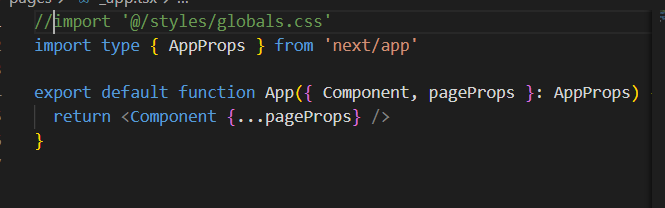 pages > _app.tsx > ...
//import '@/styles/globals.css'
import type { AppProps } from 'next/app'
export default function App({ Component, pageProps }: AppProps) {
return <Component {...pageProps} />
}